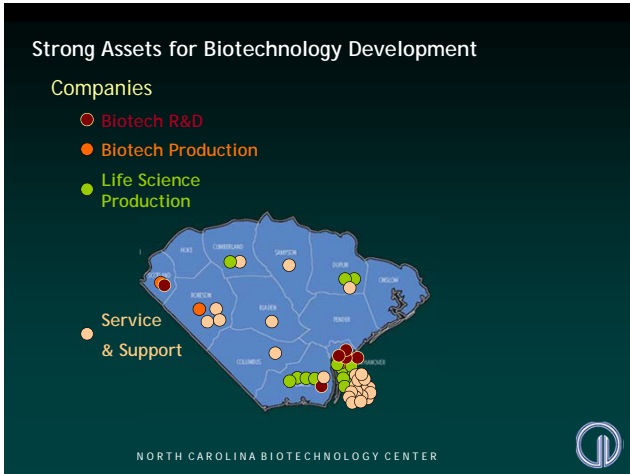 Strong Assets for Biotechnology Development
Companies
Biotech R&D
Biotech Production
Life Science
Production
HOKE
CUMBERLAND
SAMPSON
DUPLIN
ONSLOW
ROBESON
BLADEN
PENDER
COLUMBUS
HANOVER
Service
& Support
NORTH CAROLINA BIOTECHNOLOGY CENTER